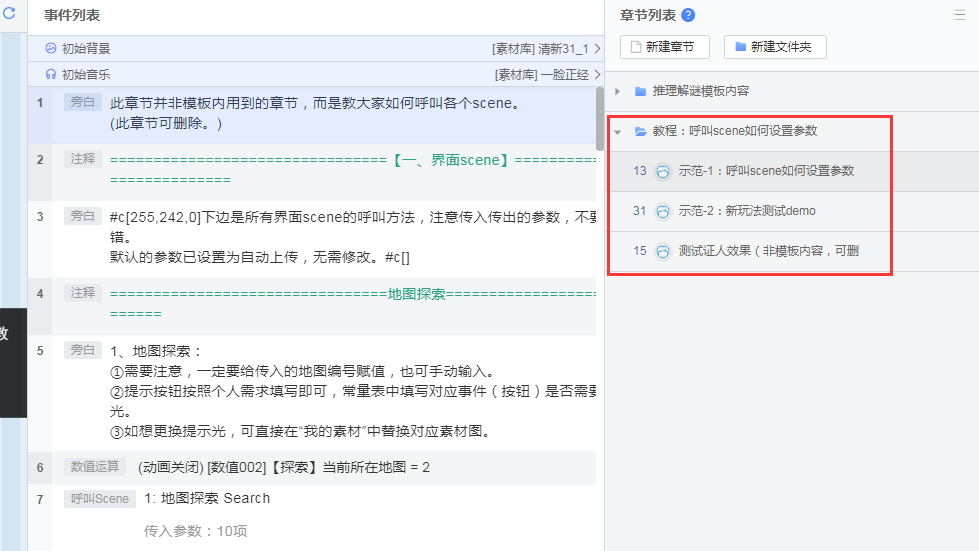 事件列表
初始背景 [素材库] 清新31_1
初始音乐 [素材库] 一脸正经
1 旁白 此章节并非模板内用到的章节，而是教大家如何呼叫各个scene。
(此章节可删除。)
2 注释 ================================【一、界面scene】==========
==============
3 旁白 #c[255,242,0]下边是所有界面scene的呼叫方法，注意传入传出的参数，不要
错。
默认的参数已设置为自动上传，无需修改。#c[]
4 注释 ================================地图探索==================
======
5 旁白 1、地图探索：
①需要注意，一定要给传入的地图编号赋值，也可手动输入。
②提示按钮按照个人需求填写即可，常量表中填写对应事件（按钮）是否需要
光。
③如想更换提示光，可直接在“我的素材”中替换对应素材图。
6 数值运算 (动画关闭) [数值002]【探索】当前所在地图 = 2
7 呼叫Scene 1: 地图探索 Search
传入参数：10项
教
章节列表 ?
新建章节 新建文件夹
推理解谜模板内容
教程：呼叫scene如何设置参数
13 示范-1：呼叫scene如何设置参数
31 示范-2：新玩法测试demo
15 测试证人效果（非模板内容，可删